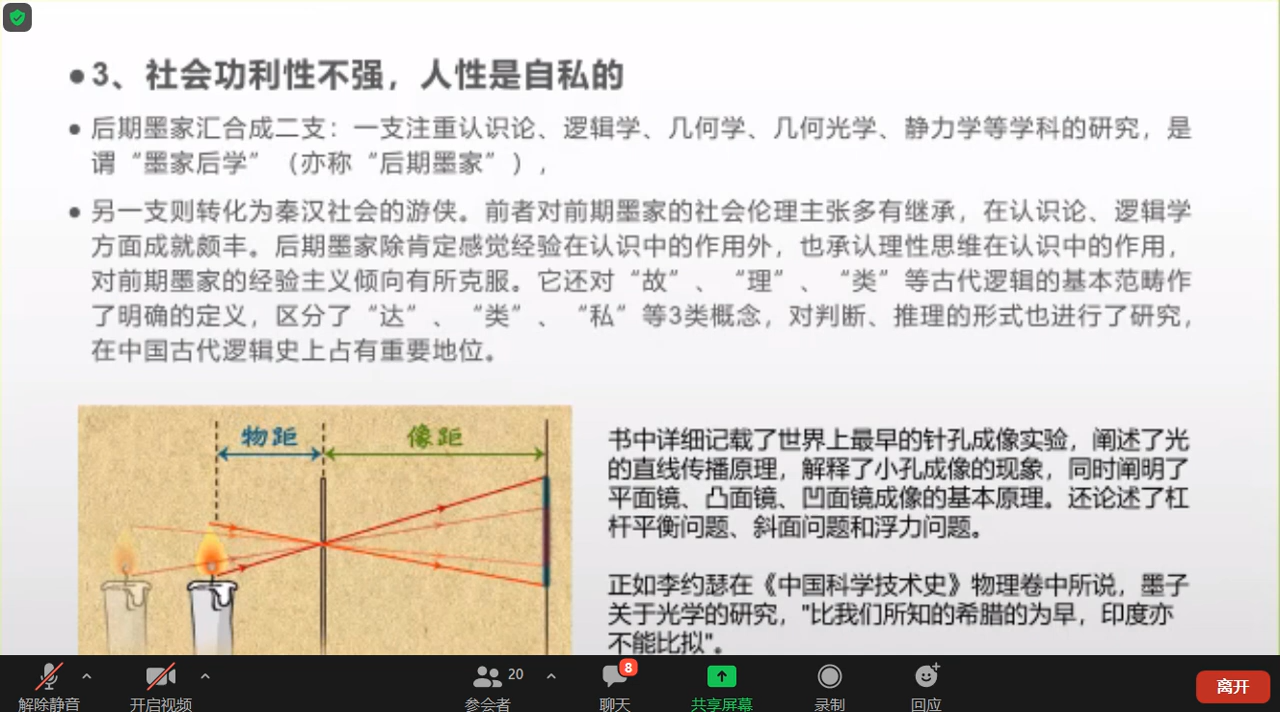 ●3、社会功利性不强，人性是自私的
● 后期墨家汇合成二支：一支注重认识论、逻辑学、几何学、几何光学、静力学等学科的研究，是
谓“墨家后学”（亦称“后期墨家”），
● 另一支则转化为秦汉社会的游侠。前者对前期墨家的社会伦理主张多有继承，在认识论、逻辑学
方面成就颇丰。后期墨家除肯定感觉经验在认识中的作用外，也承认理性思维在认识中的作用，
对前期墨家的经验主义倾向有所克服。它还对“故”、“理”、“类”等古代逻辑的基本范畴作
了明确的定义，区分了“达”、“类”、“私”等3类概念，对判断、推理的形式也进行了研究，
在中国古代逻辑史上占有重要地位。
物距
像距
书中详细记载了世界上最早的针孔成像实验，阐述了光
的直线传播原理，解释了小孔成像的现象，同时阐明了
平面镜、凸面镜、凹面镜成像的基本原理。还论述了杠
杆平衡问题、斜面问题和浮力问题。
正如李约瑟在《中国科学技术史》物理卷中所说，墨子
关于光学的研究，"比我们所知的希腊的为早，印度亦
不能比拟"。
解除静音
开启视频
20
参会者
8
聊天
共享屏幕
录制
回应
离开